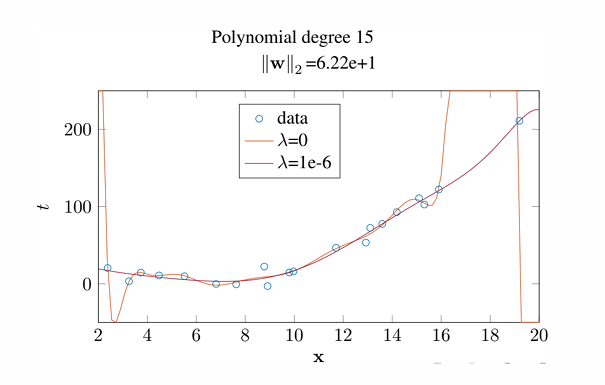 Polynomial degree 15
‖w‖₂ =6.22e+1
data
λ=0
λ=1e-6
200
100
0
t
2 4 6 8 10 12 14 16 18 20
x